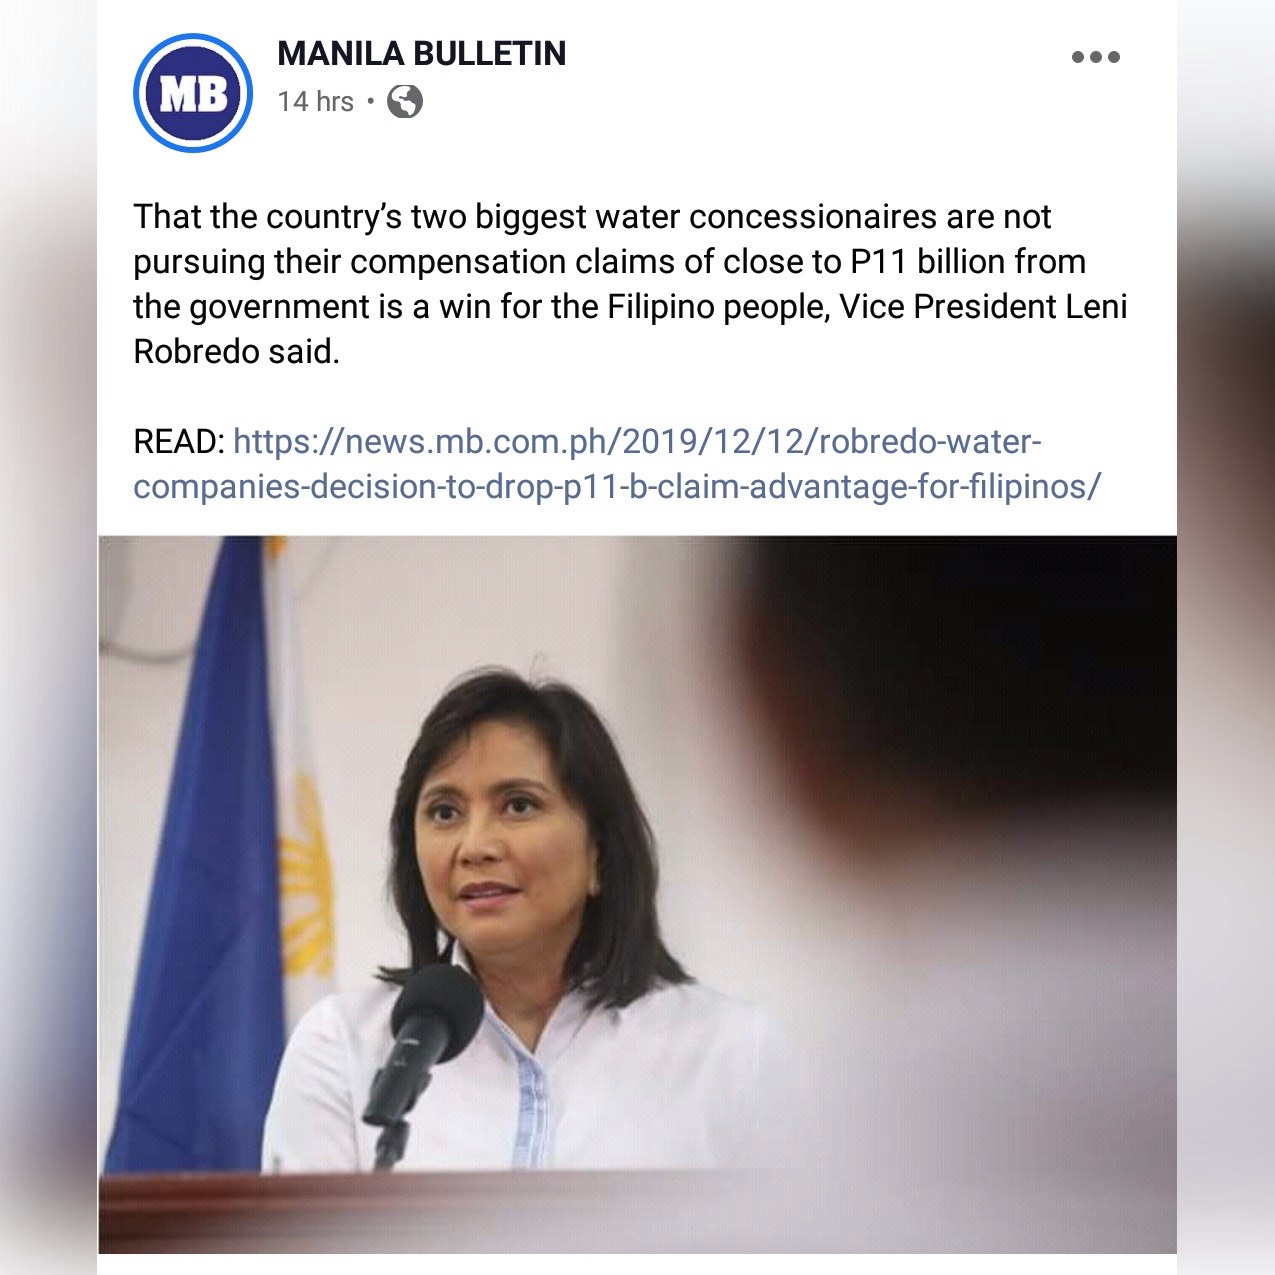 MB
MANILA BULLETIN
14 hrs •
That the country’s two biggest water concessionaires are not
pursuing their compensation claims of close to P11 billion from
the government is a win for the Filipino people, Vice President Leni
Robredo said.
READ: https://news.mb.com.ph/2019/12/12/robredo-water-
companies-decision-to-drop-p11-b-claim-advantage-for-filipinos/